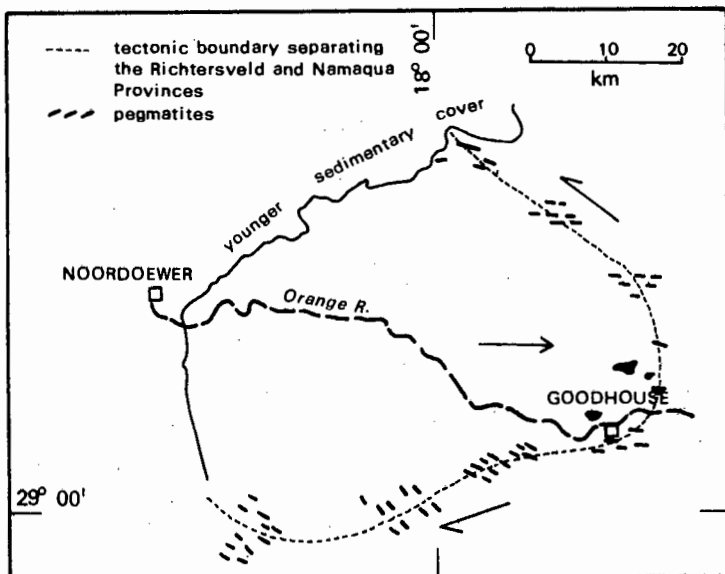 tectonic boundary separating
the Richtersveld and Namaqua
Provinces
pegmatites
18° 00'
0 10 20
km
younger sedimentary cover
NOORDOEWER
Orange R.
GOODHOUSE
29° 00'